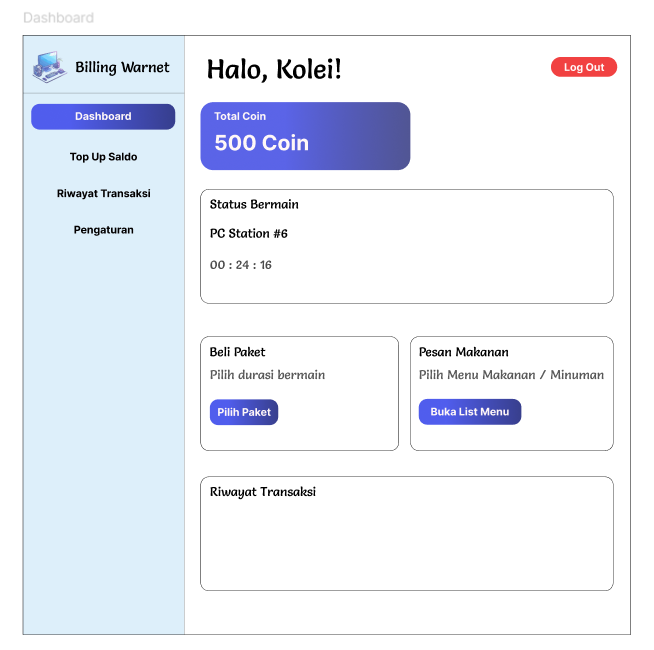 Dashboard
Billing Warnet
Dashboard
Top Up Saldo
Riwayat Transaksi
Pengaturan
Halo, Kolei!
Log Out
Total Coin
500 Coin
Status Bermain
PC Station #6
00 : 24 : 16
Beli Paket
Pilih durasi bermain
Pilih Paket
Pesan Makanan
Pilih Menu Makanan / Minuman
Buka List Menu
Riwayat Transaksi